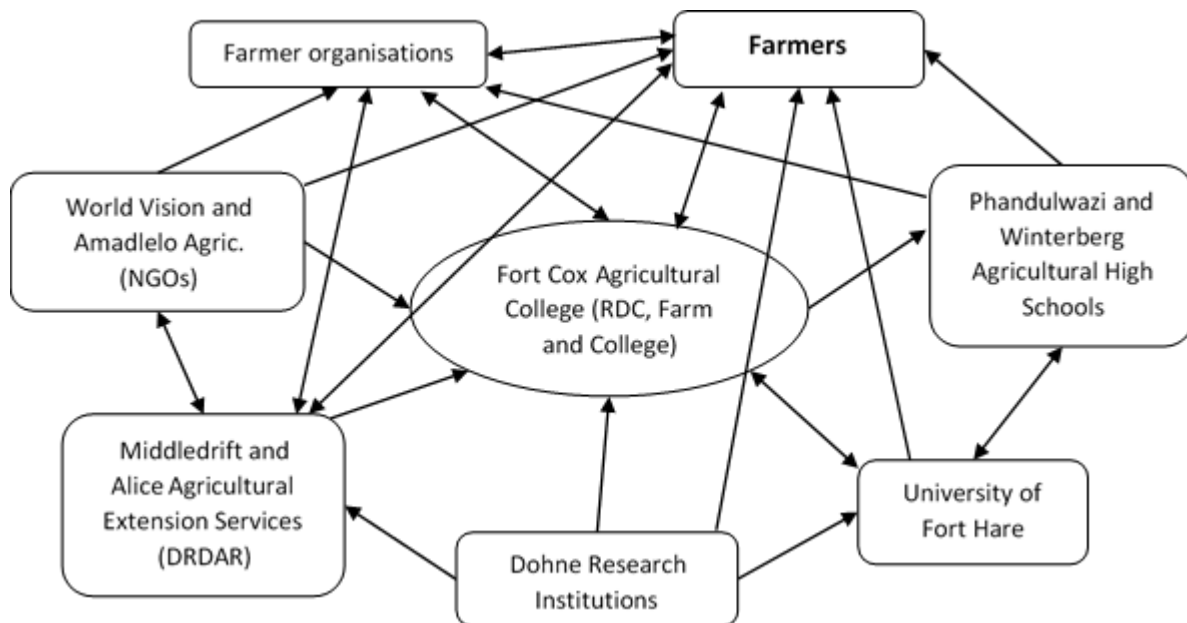 Farmer organisations
Farmers
World Vision and
Amadlelo Agric.
(NGOs)
Phandulwazi and
Winterberg
Agricultural High
Schools
Fort Cox Agricultural
College (RDC, Farm
and College)
Middledrift and
Alice Agricultural
Extension Services
(DRDAR)
University of
Fort Hare
Dohne Research
Institutions